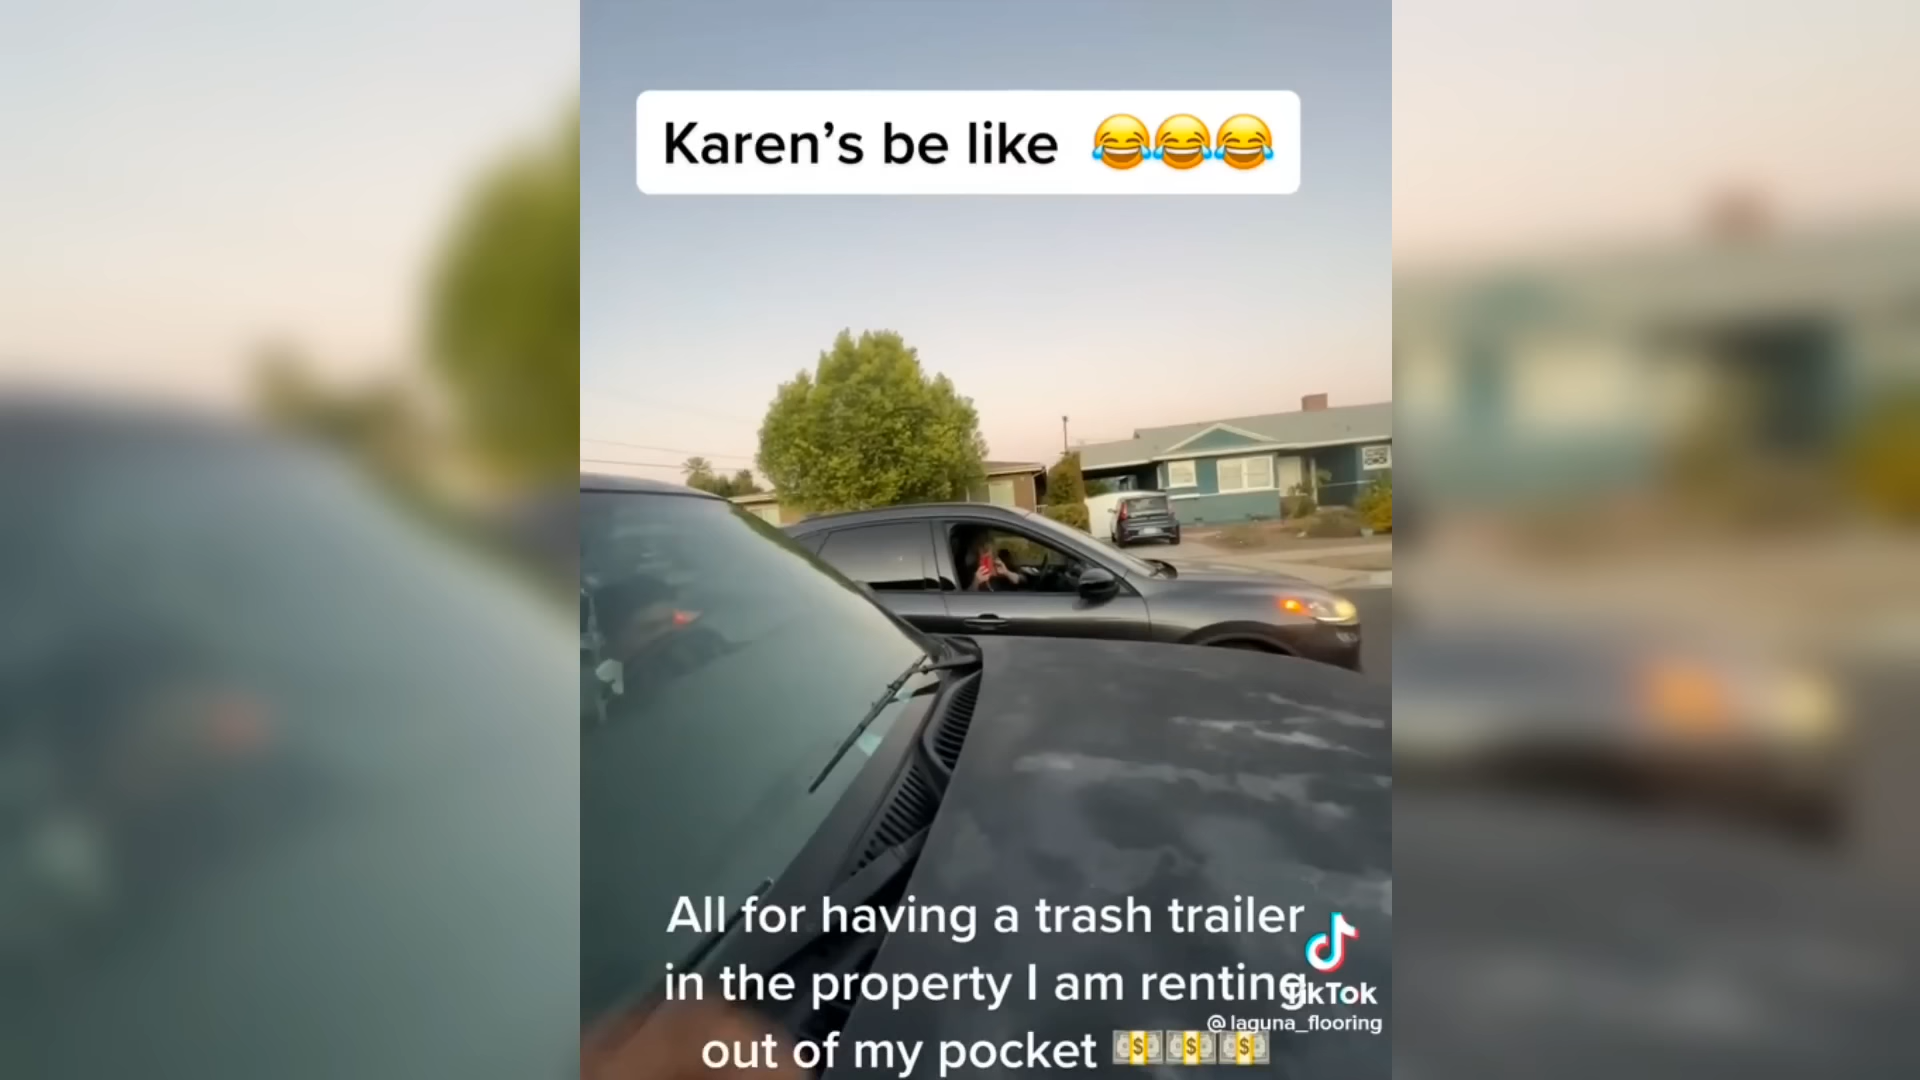 Karen’s be like 😂😂😂
All for having a trash trailer
in the property I am renting
out of my pocket 💵💵💵
TikTok
@laguna_flooring